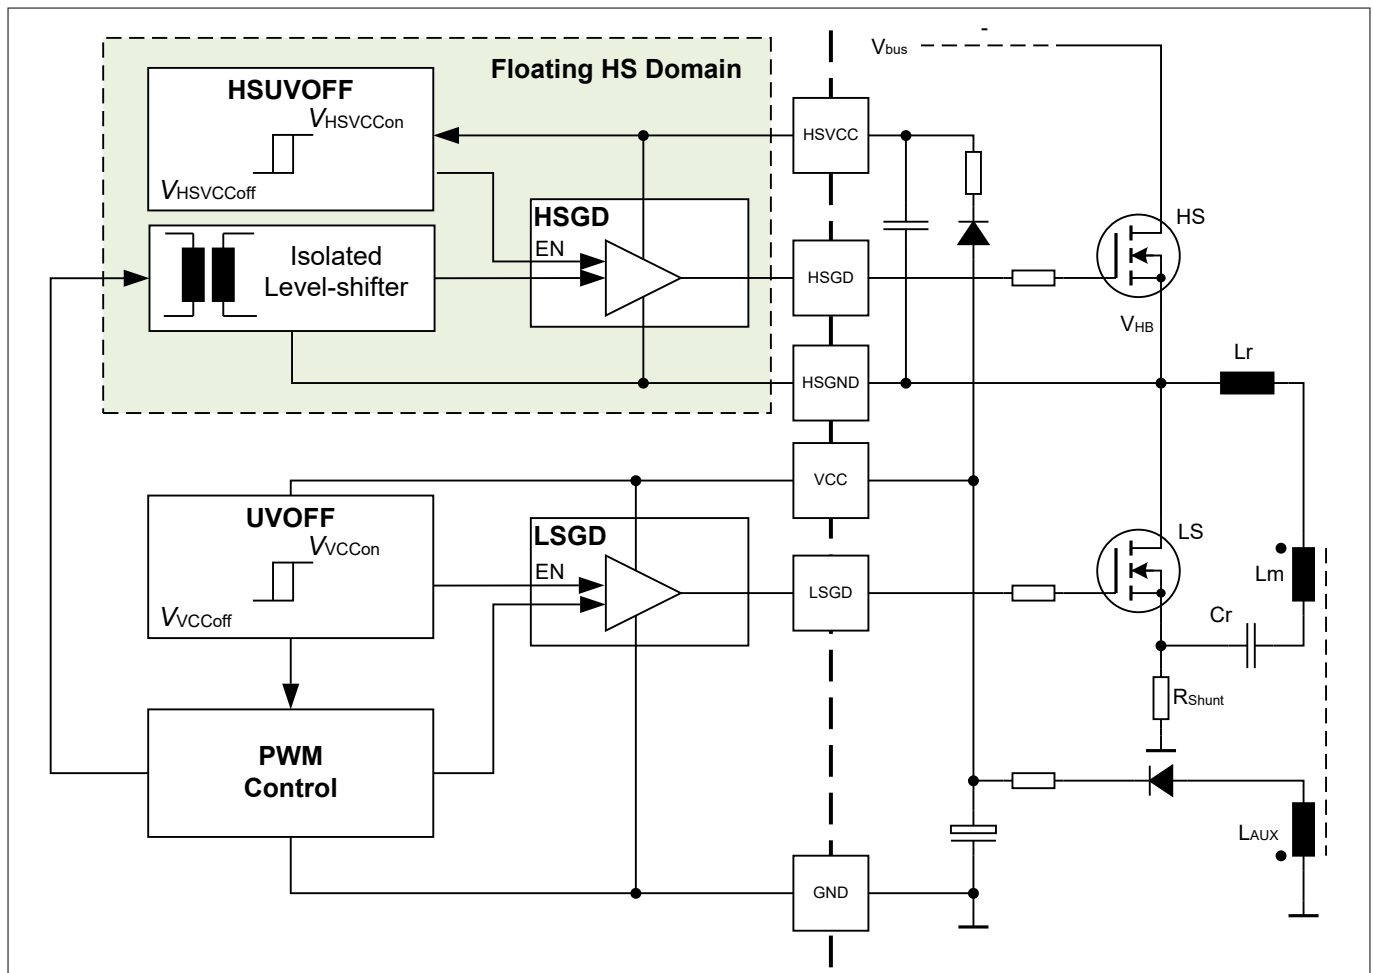 Floating HS Domain
HSUVOFF
VHSVCCon
VHSVCCoff
Isolated
Level-shifter
HSGD
EN
HSVCC
HSGD
HSGND
VCC
LSGD
GND
Vbus
HS
VHB
Lr
LS
Lm
Cr
RShunt
LAUX
UVOFF
VVCCon
VVCCoff
LSGD
EN
PWM
Control